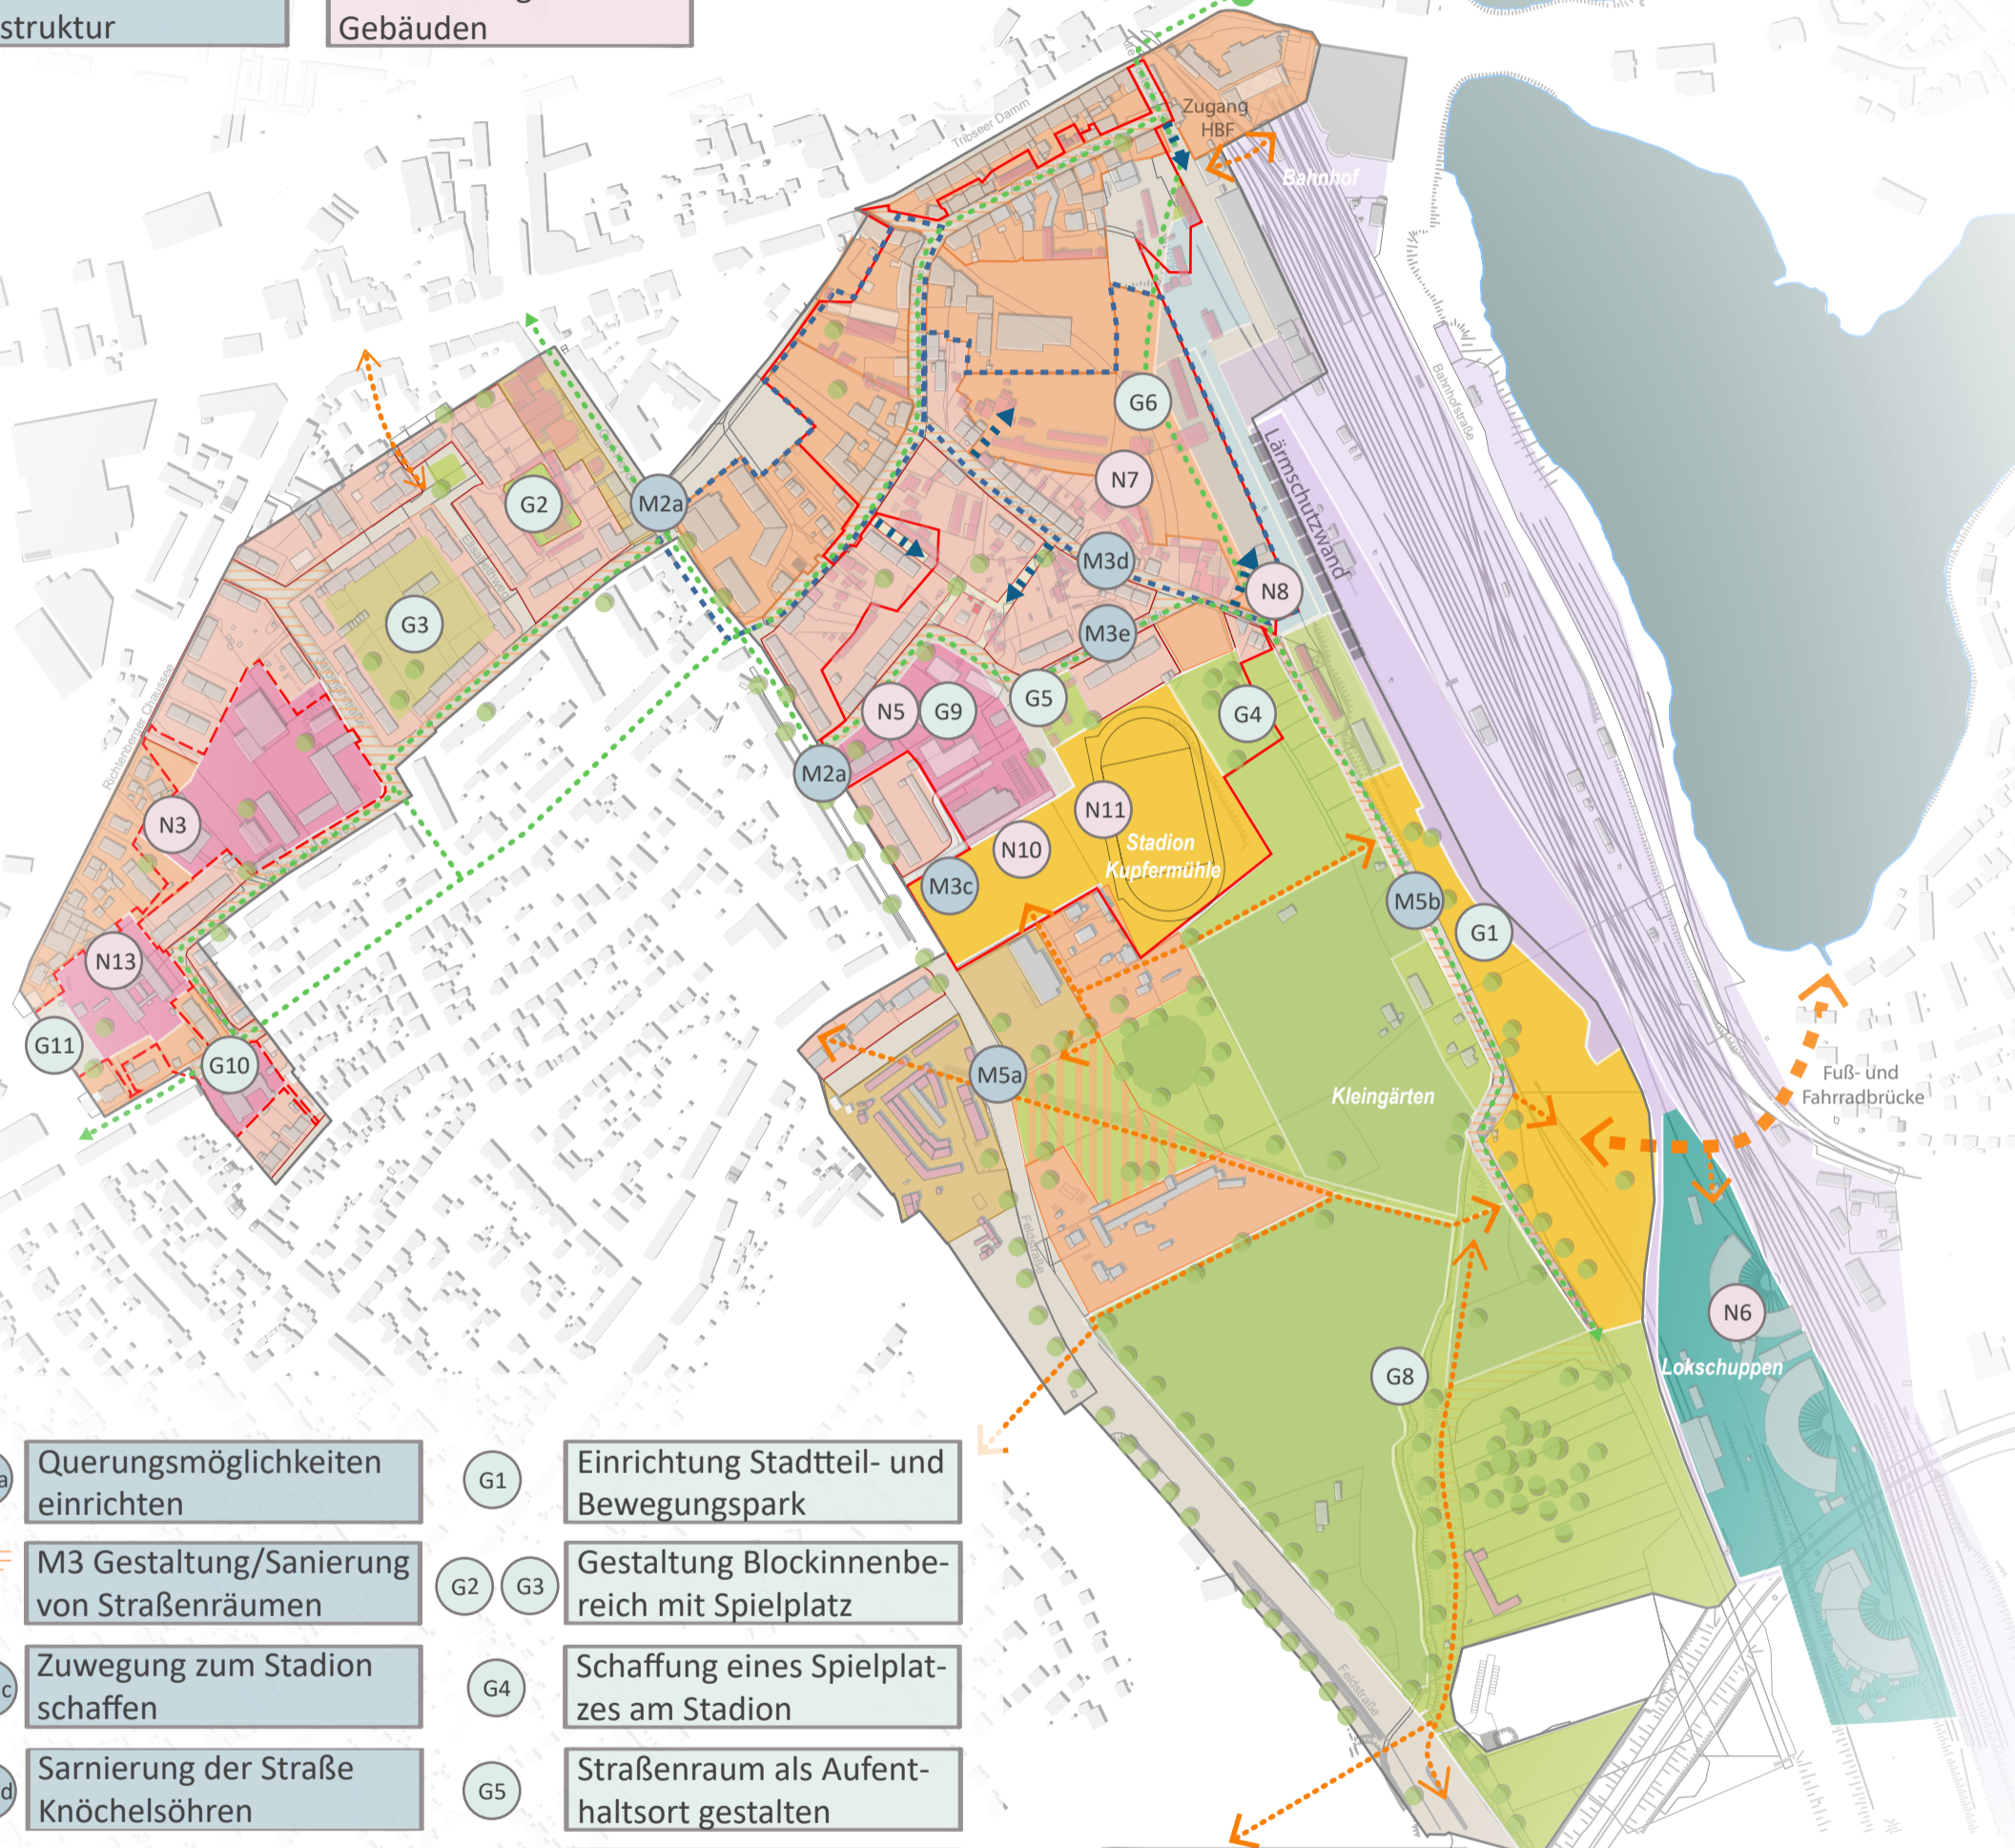 struktur
Gebäuden
Tribseer Damm
Zugang
HBF
Bahnhof
Bahnhofstraße
Lärmschutzwand
G6
N7
M2a
G2
G3
M3d
N8
M3e
G5
G4
N5
G9
M2a
N11
Stadion
Kupfermühle
N10
M3c
Richtenberger Chaussee
N3
N13
G11
G10
M5b
G1
M5a
Kleingärten
Fuß- und
Fahrradbrücke
Feldstraße
N6
Lokschuppen
G8
Feldstraße
a
Querungsmöglichkeiten
einrichten
G1
Einrichtung Stadtteil- und
Bewegungspark
M3 Gestaltung/Sanierung
von Straßenräumen
G2
G3
Gestaltung Blockinnenbe-
reich mit Spielplatz
c
Zuwegung zum Stadion
schaffen
G4
Schaffung eines Spielplat-
zes am Stadion
d
Sarnierung der Straße
Knöchelsöhren
G5
Straßenraum als Aufent-
haltsort gestalten